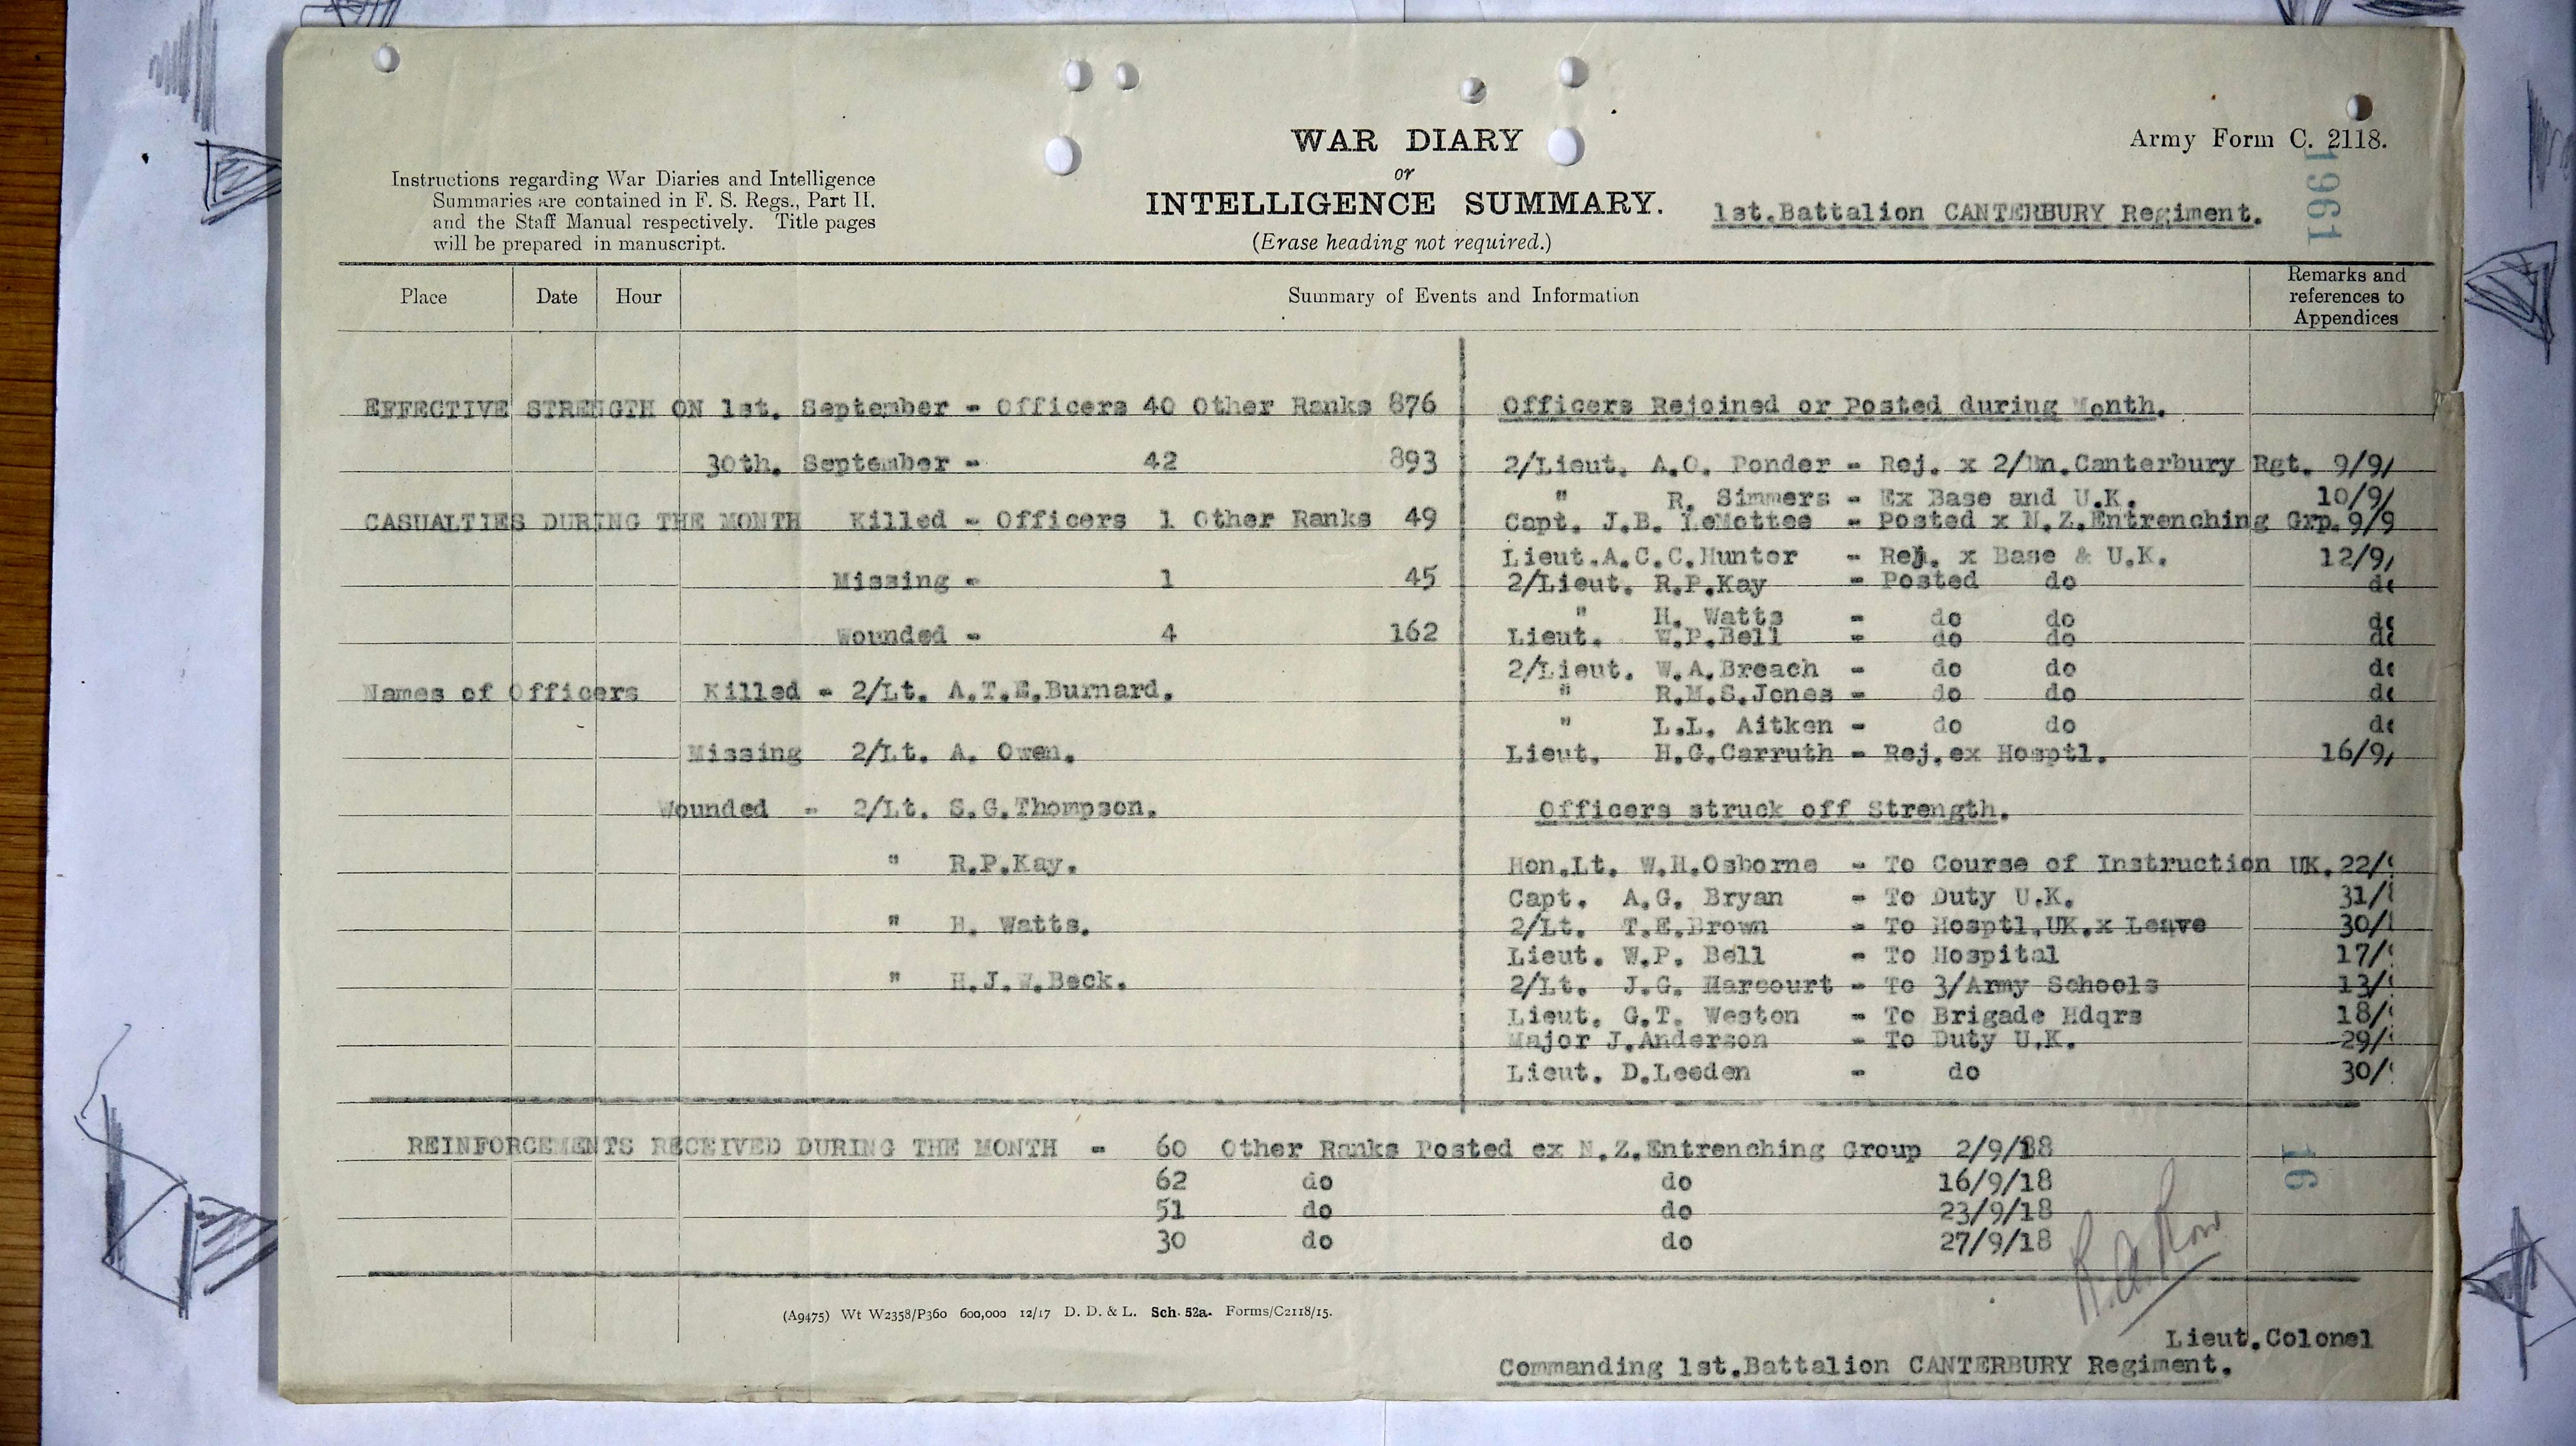 WAR DIARY
or
INTELLIGENCE SUMMARY.
(Erase heading not required.)
Army Form C. 2118.
1961
1st.Battalion CANTERBURY Regiment.
Instructions regarding War Diaries and Intelligence
Summaries are contained in F. S. Regs., Part II.
and the Staff Manual respectively. Title pages
will be prepared in manuscript.
Place Date Hour Summary of Events and Information Remarks and references to Appendices
EFFECTIVE STRENGTH ON 1st. September - Officers 40 Other Ranks 876
30th. September - 42 893
CASUALTIES DURING THE MONTH Killed - Officers 1 Other Ranks 49
Missing - 1 45
Wounded - 4 162
Names of Officers Killed - 2/Lt. A.T.E.Burnard.
Missing 2/Lt. A. Owen.
Wounded - 2/Lt. S.G.Thompson.
" R.P.Kay.
" H. Watts.
" H.J.W.Beck.
Officers Rejoined or Posted during Month.
2/Lieut. A.O. Ponder - Rej. x 2/Bn.Canterbury Rgt. 9/9/
" R. Simmers - Ex Base and U.K. 10/9/
Capt. J.B. LeMottee - Posted x N.Z.Entrenching Grp. 9/9
Lieut.A.C.C.Hunter - Rej. x Base & U.K. 12/9/
2/Lieut. R.P.Kay - Posted do do
" H. Watts - do do do
Lieut. W.P.Bell - do do do
2/Lieut. W.A.Breach - do do do
" R.M.S.Jones - do do do
" L.L. Aitken - do do do
Lieut. H.G.Carruth - Rej.ex Hosptl. 16/9/
Officers struck off Strength.
Hon.Lt. W.H.Osborne - To Course of Instruction UK. 22/
Capt. A.G. Bryan - To Duty U.K. 31/
2/Lt. T.E.Brown - To Hosptl.UK.x Leave 30/
Lieut. W.P. Bell - To Hospital 17/
2/Lt. J.G. Harcourt - To 3/Army Schools 13/
Lieut. G.T. Weston - To Brigade Hdqrs 18/
Major J.Anderson - To Duty U.K. 29/
Lieut. D.Leeden - do 30/
REINFORCEMENTS RECEIVED DURING THE MONTH - 60 Other Ranks Posted ex N.Z.Entrenching Group 2/9/18
62 do do 16/9/18
51 do do 23/9/18
30 do do 27/9/18
16
(A9475) Wt W2358/P360 600,000 12/17 D. D. & L. Sch. 52a. Forms/C2118/15.
Lieut.Colonel
Commanding 1st.Battalion CANTERBURY Regiment.